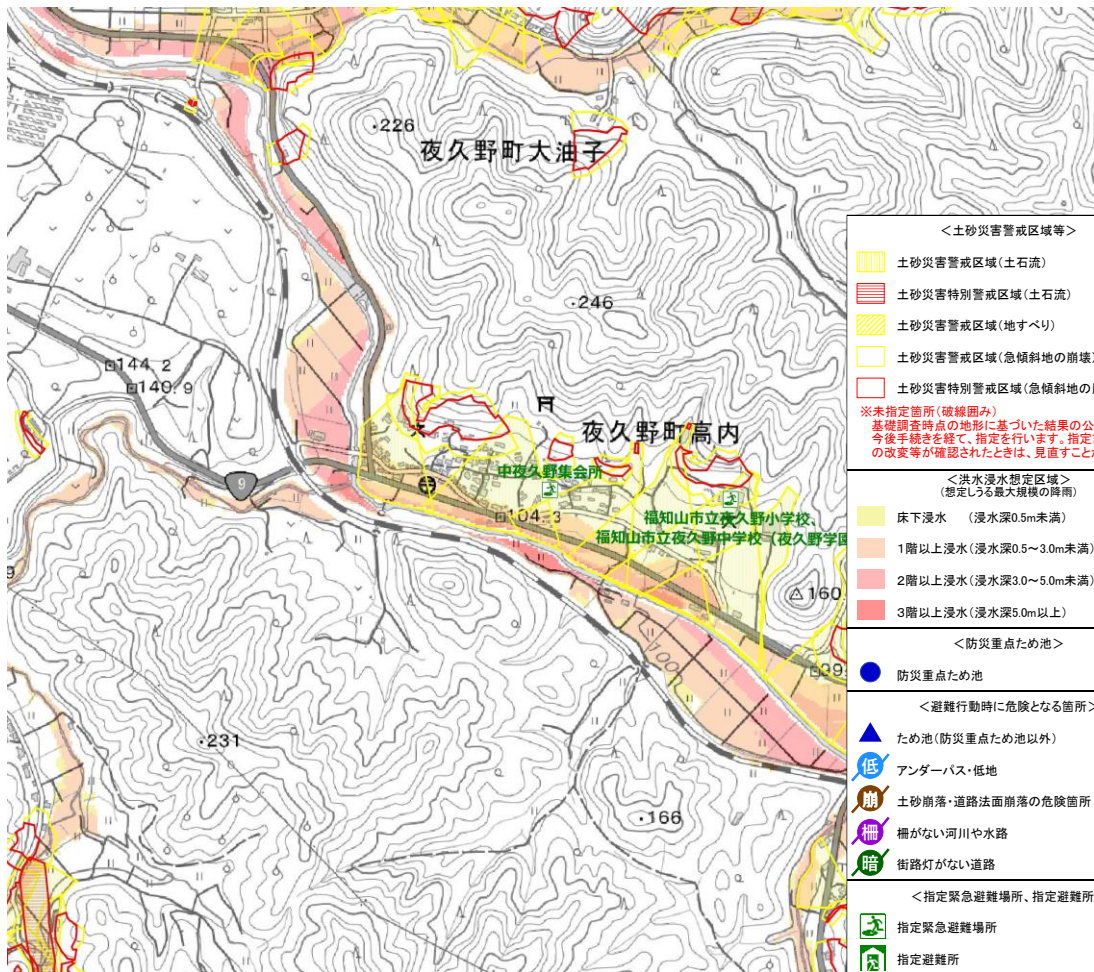 ・226
夜久野町大油子
・246
144.2
140.9
9
夜久野町高内
中夜久野集会所
104.3
福知山市立夜久野小学校、
福知山市立夜久野中学校(夜久野学園
160
100
99
・231
・166
<土砂災害警戒区域等>
土砂災害警戒区域(土石流)
土砂災害特別警戒区域(土石流)
土砂災害警戒区域(地すべり)
土砂災害警戒区域(急傾斜地の崩壊)
土砂災害特別警戒区域(急傾斜地の崩
※未指定箇所(破線囲み)
基礎調査時点の地形に基づいた結果の公
今後手続きを経て、指定を行います。指定
の改変等が確認されたときは、見直すことが
<洪水浸水想定区域>
(想定しうる最大規模の降雨)
床下浸水 (浸水深0.5m未満)
1階以上浸水(浸水深0.5~3.0m未満)
2階以上浸水(浸水深3.0~5.0m未満)
3階以上浸水(浸水深5.0m以上)
<防災重点ため池>
防災重点ため池
<避難行動時に危険となる箇所>
ため池(防災重点ため池以外)
低 アンダーパス・低地
崩 土砂崩落・道路法面崩落の危険箇所
柵 柵がない河川や水路
暗 街路灯がない道路
<指定緊急避難場所、指定避難所
指定緊急避難場所
指定避難所